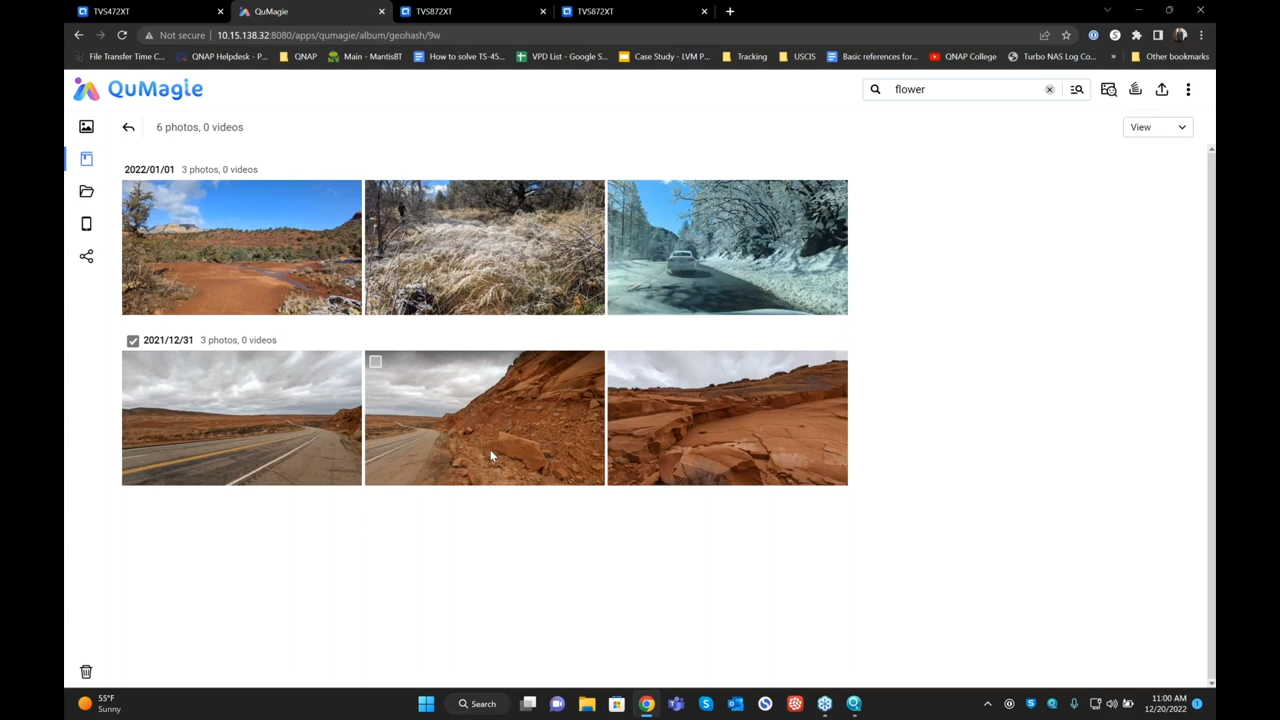 TVS472XT
QuMagie
TVS872XT
TVS872XT
Not secure
10.15.138.32:8080/apps/qumagie/album/geohash/9w
File Transfer Time C...
QNAP Helpdesk - P...
QNAP
Main - MantisBT
How to solve TS-45...
VPD List - Google S...
Case Study - LVM P...
Tracking
USCIS
Basic references for...
QNAP College
Turbo NAS Log Co...
»
Other bookmarks
QuMagie
flower
6 photos, 0 videos
View
2022/01/01 3 photos, 0 videos
2021/12/31 3 photos, 0 videos
55°F
Sunny
Search
11:00 AM
12/20/2022
1